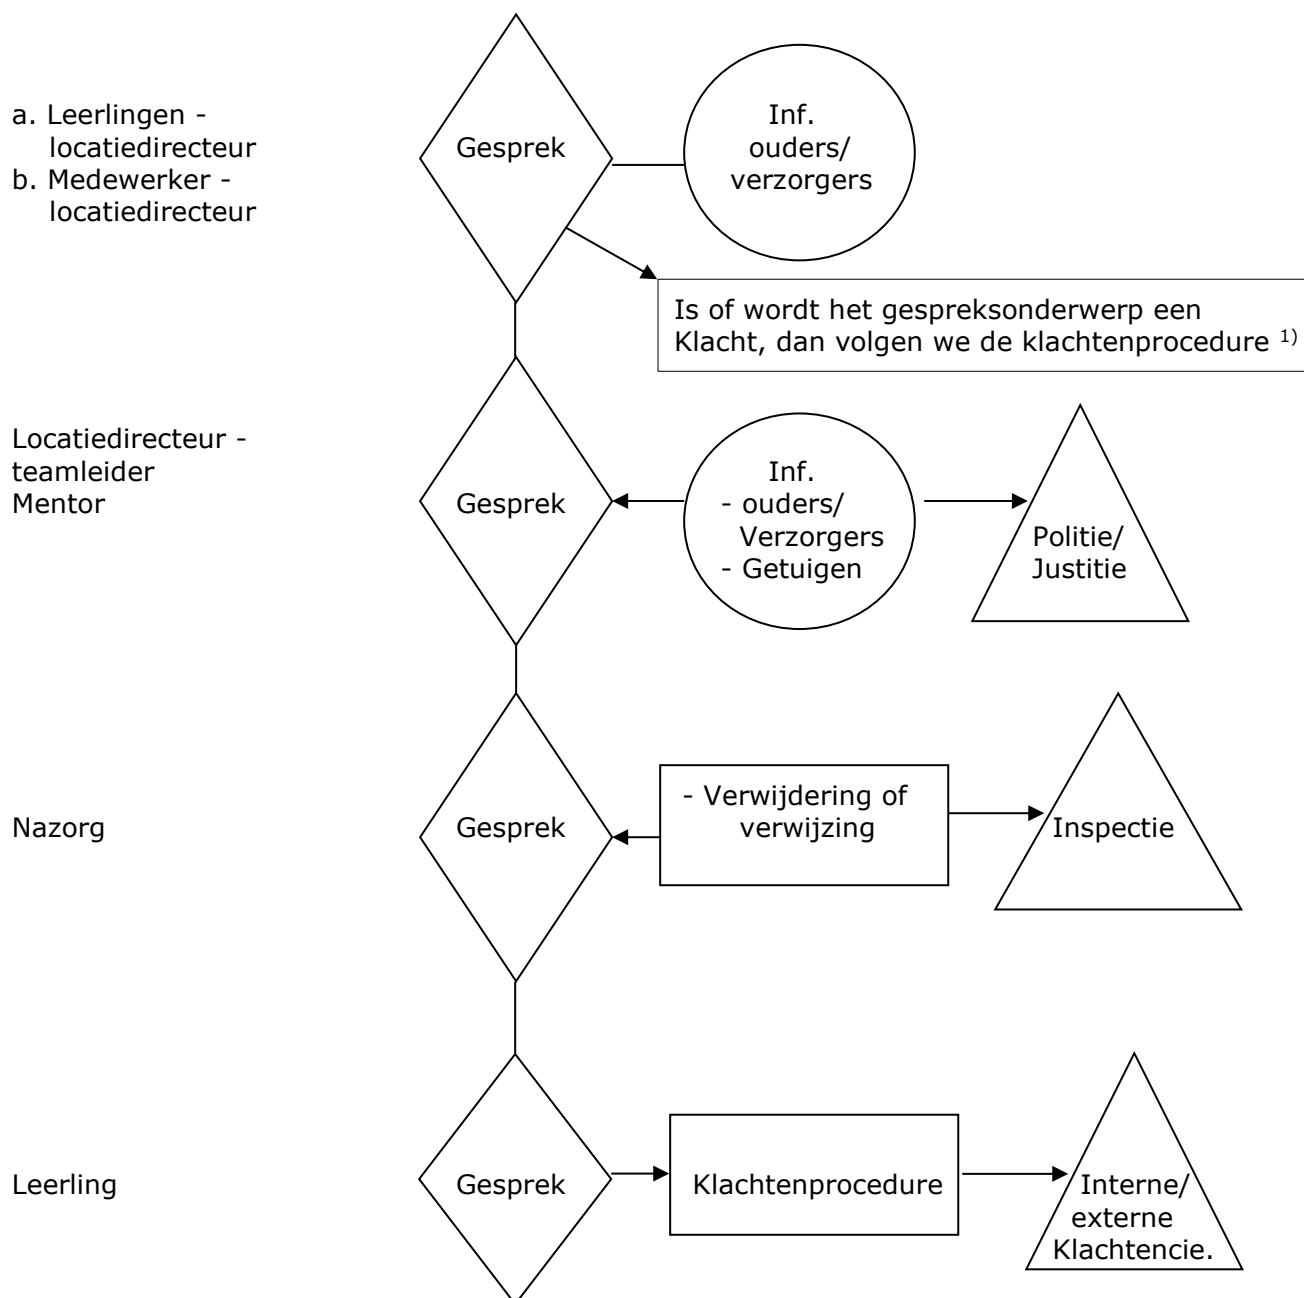 a. Leerlingen -
locatiedirecteur
b. Medewerker -
locatiedirecteur
Gesprek
Inf.
ouders/
verzorgers
Is of wordt het gespreksonderwerp een
Klacht, dan volgen we de klachtenprocedure 1)
Locatiedirecteur -
teamleider
Mentor
Gesprek
Inf.
- ouders/
Verzorgers
- Getuigen
Politie/
Justitie
Nazorg
Gesprek
- Verwijdering of
verwijzing
Inspectie
Leerling
Gesprek
Klachtenprocedure
Interne/
externe
Klachtencie.